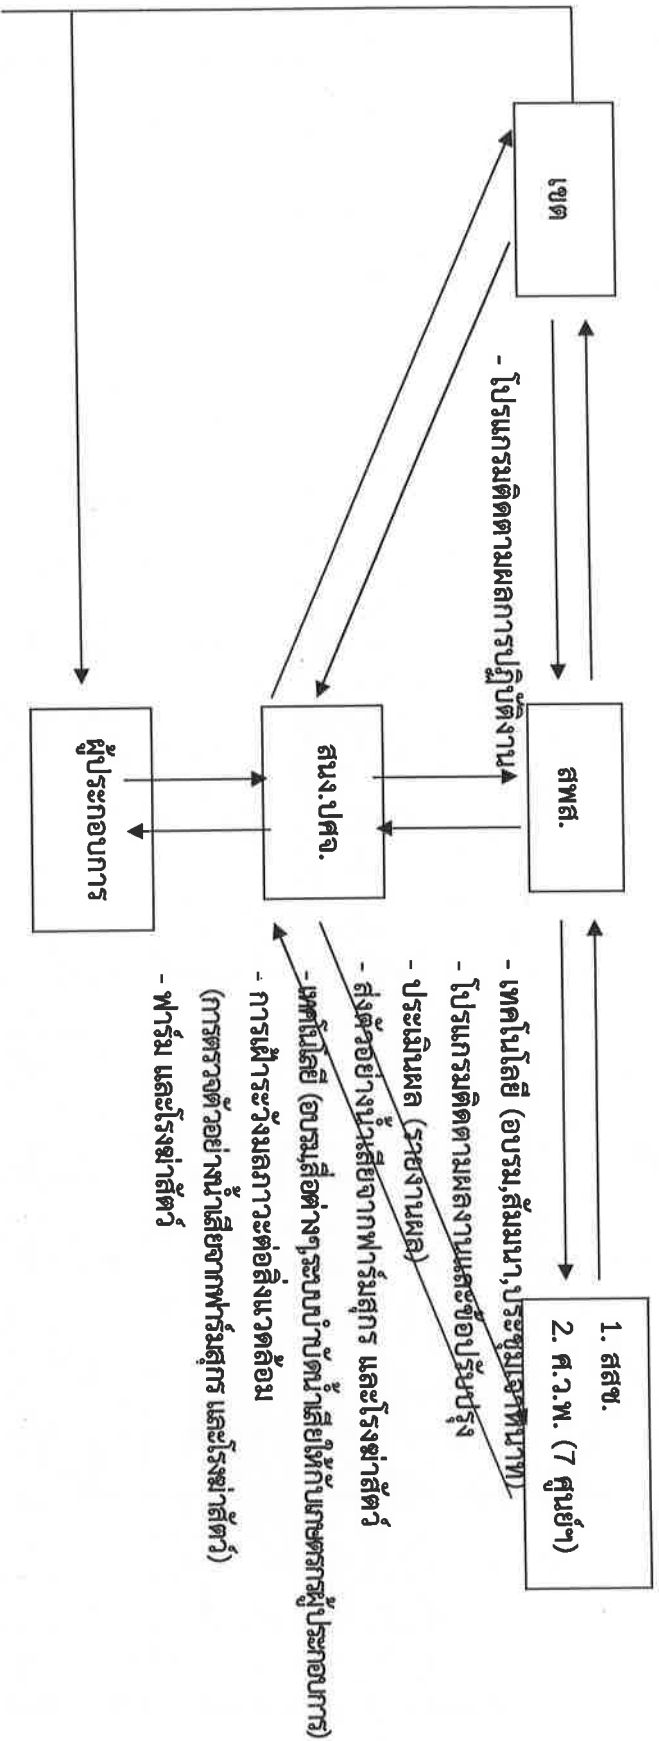 เขต
- โปรแกรมติดตามผลการปฏิบัติงาน
สพส.
1. สสช.
2. ศ.ว.พ. (7 ศูนย์ฯ)
- เทคโนโลยี (อบรม,สัมมนา,ประชุมเจ้าหน้าที่)
- โปรแกรมติดตามผลงานและข้อปรับปรุง
- ประเมินผล (รายงานผล)
สนง.ปศจ.
- ส่งตัวอย่างน้ำเสียจากฟาร์มสุกร และโรงฆ่าสัตว์
- เทคโนโลยี (อบรม,สื่อต่างๆ,ระบบบำบัดน้ำเสียให้กับเกษตรกรผู้ประกอบการ)
- การเฝ้าระวังมลภาวะต่อสิ่งแวดล้อม
(การตรวจตัวอย่างน้ำเสียจากฟาร์มสุกร และโรงฆ่าสัตว์)
- ฟาร์ม และโรงฆ่าสัตว์
ผู้ประกอบการ